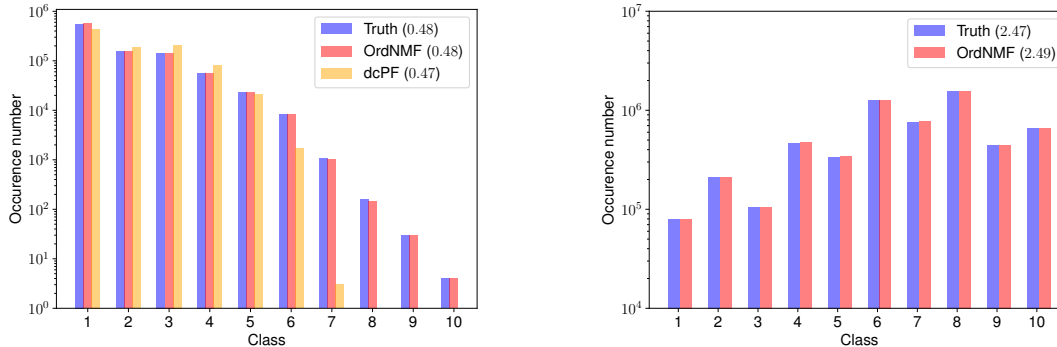 10^6
10^5
10^4
10^3
10^2
10^1
10^0
Occurence number
1 2 3 4 5 6 7 8 9 10
Class
Truth (0.48)
OrdNMF (0.48)
dcPF (0.47)
10^7
10^6
10^5
10^4
Occurence number
1 2 3 4 5 6 7 8 9 10
Class
Truth (2.47)
OrdNMF (2.49)